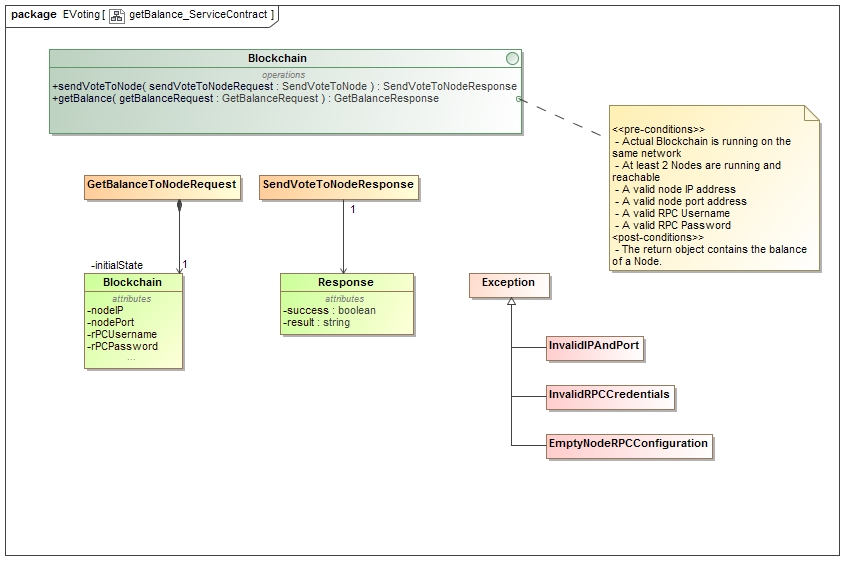 package EVoting [ getBalance_ServiceContract ]
Blockchain
operations
+sendVoteToNode( sendVoteToNodeRequest : SendVoteToNode ) : SendVoteToNodeResponse
+getBalance( getBalanceRequest : GetBalanceRequest ) : GetBalanceResponse
<<pre-conditions>>
- Actual Blockchain is running on the
same network
- At least 2 Nodes are running and
reachable
- A valid node IP address
- A valid node port address
- A valid RPC Username
- A valid RPC Password
<post-conditions>>
- The return object contains the balance
of a Node.
GetBalanceToNodeRequest
SendVoteToNodeResponse
1
-initialState
1
Blockchain
attributes
-nodeIP
-nodePort
-rPCUsername
-rPCPassword
...
Response
attributes
-success : boolean
-result : string
Exception
InvalidIPAndPort
InvalidRPCCredentials
EmptyNodeRPCConfiguration